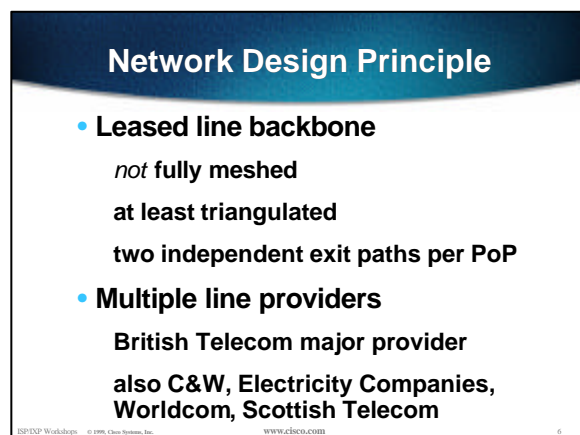 Network Design Principle
• Leased line backbone
not fully meshed
at least triangulated
two independent exit paths per PoP
• Multiple line providers
British Telecom major provider
also C&W, Electricity Companies,
Worldcom, Scottish Telecom
ISP/IXP Workshops © 1999, Cisco Systems, Inc. www.cisco.com 6